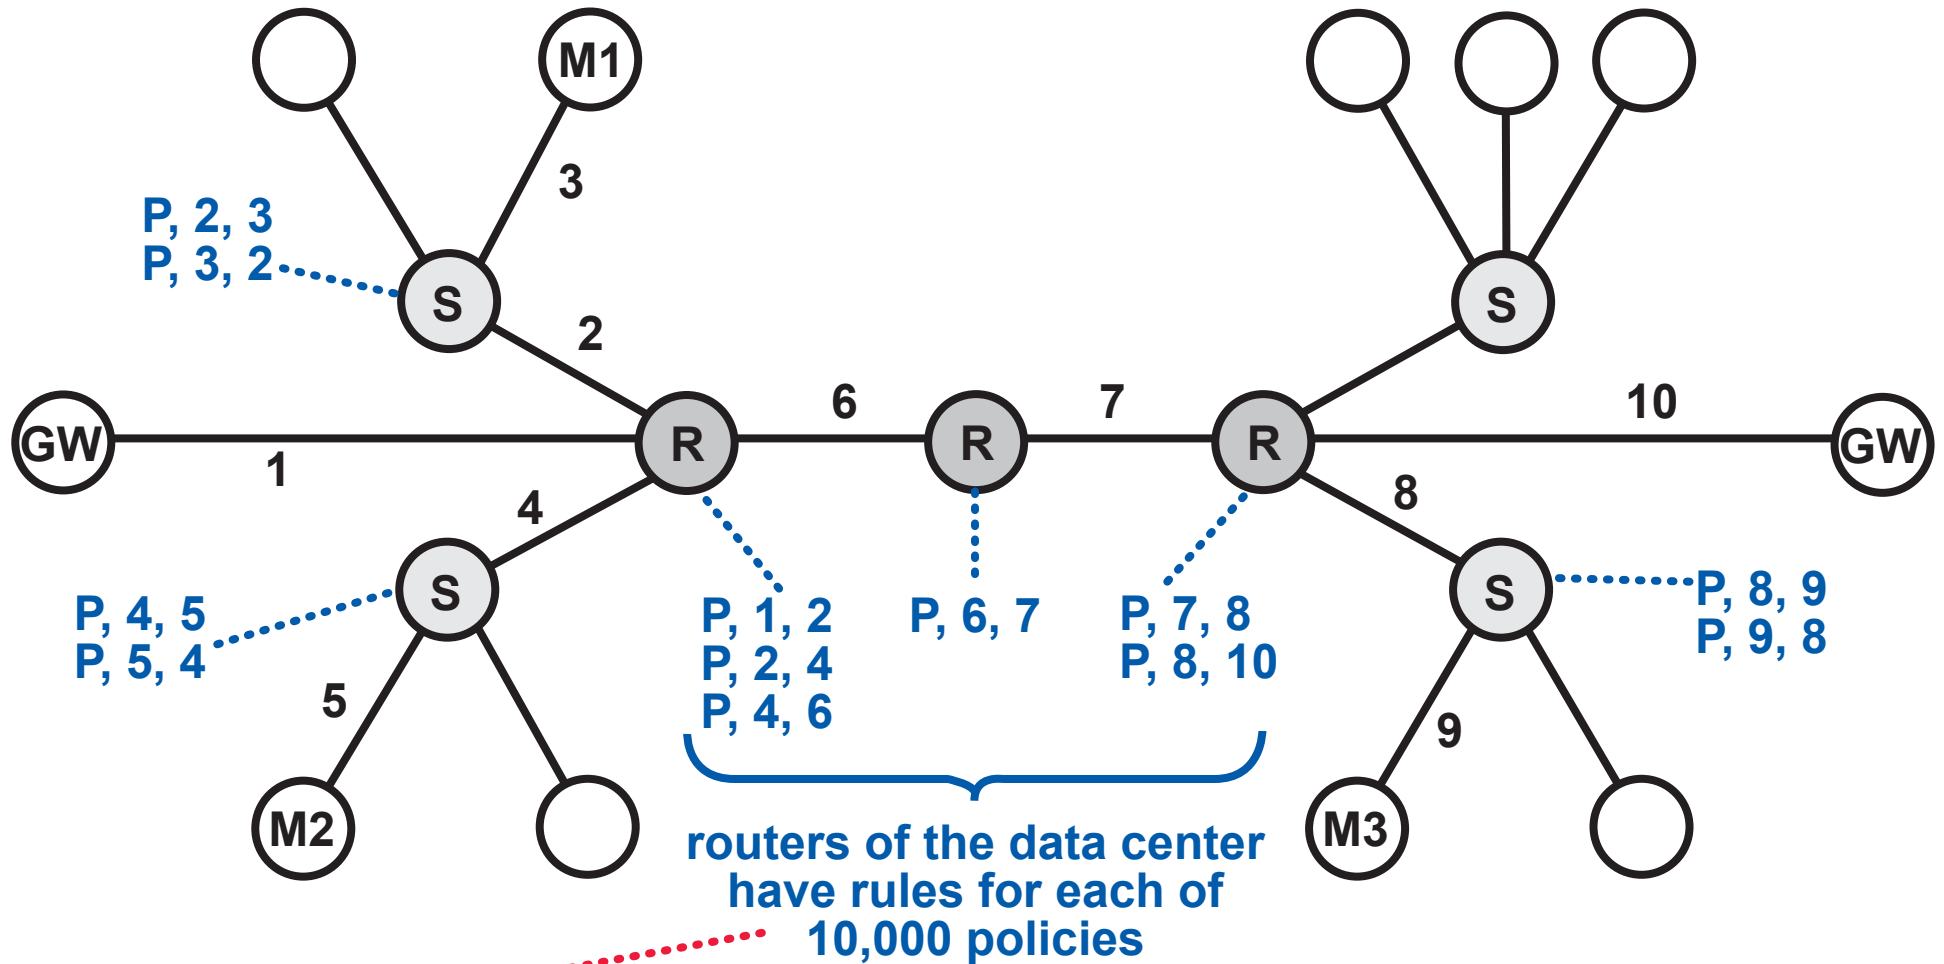 M1
3
P, 2, 3
P, 3, 2
S
S
2
GW
1
R
6
R
7
R
10
GW
4
8
S
S
P, 4, 5
P, 5, 4
P, 1, 2
P, 2, 4
P, 4, 6
P, 6, 7
P, 7, 8
P, 8, 10
P, 8, 9
P, 9, 8
5
9
M2
M3
routers of the data center
have rules for each of
10,000 policies